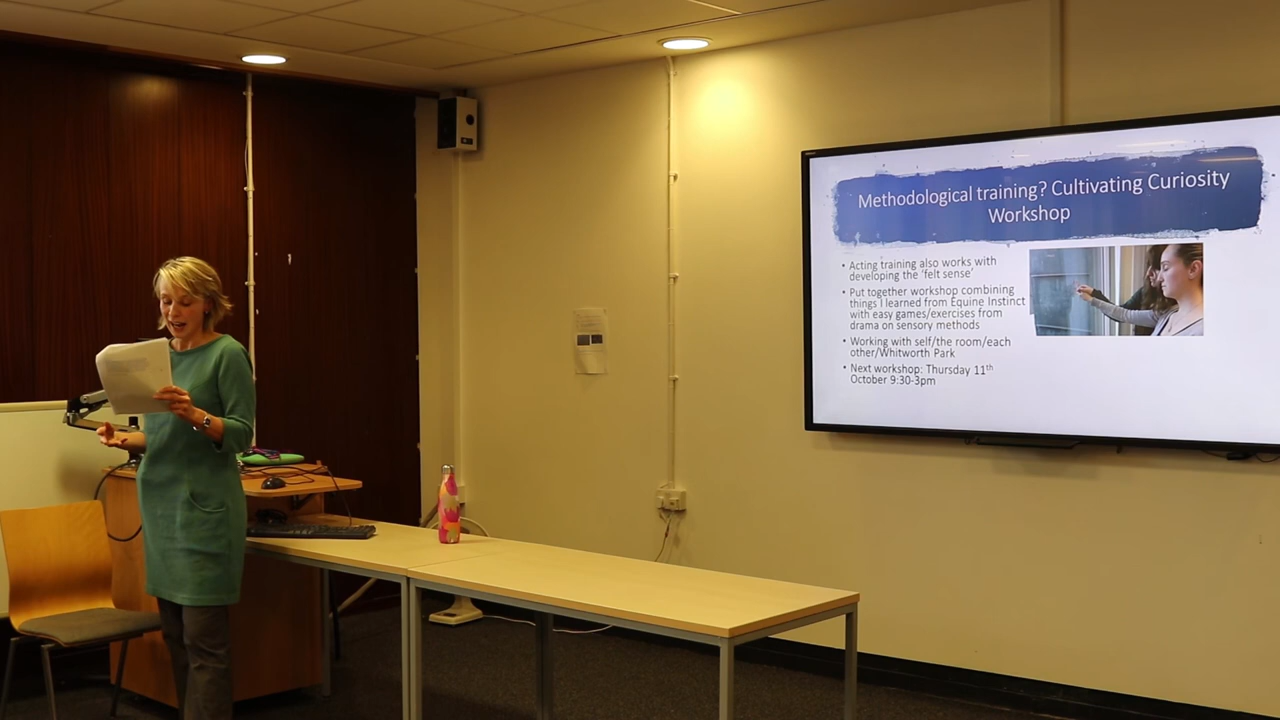 Methodological training? Cultivating Curiosity
Workshop
• Acting training also works with
developing the 'felt sense'
• Put together workshop combining
things I learned from Equine Instinct
with easy games/exercises from
drama on sensory methods
• Working with self/the room/each
other/Whitworth Park
• Next workshop: Thursday 11th
October 9:30-3pm